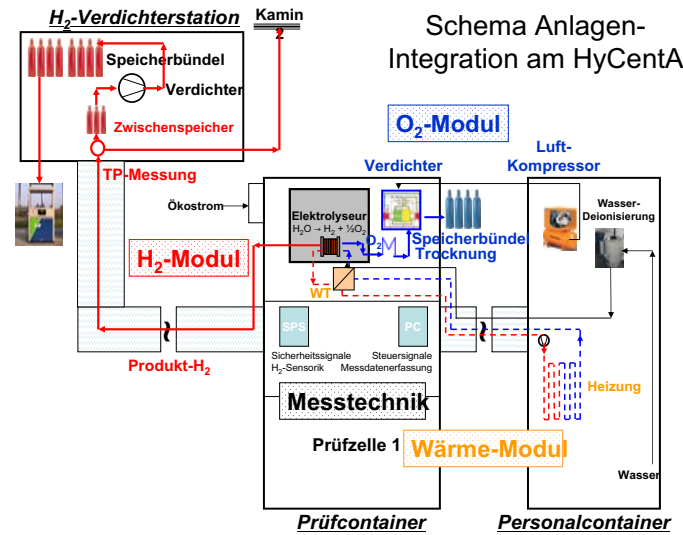 H2-Verdichterstation
Kamin
2
Schema Anlagen-
Integration am HyCentA
Speicherbündel
Verdichter
Zwischenspeicher
TP-Messung
O2-Modul
Verdichter
Luft-
Kompressor
Ökostrom
Elektrolyseur
H2O → H2 + ½O2
O2
Speicherbündel
Trocknung
Wasser-
Deionisierung
H2-Modul
WT
SPS
PC
Produkt-H2
Sicherheitssignale
H2-Sensorik
Steuersignale
Messdatenerfassung
Heizung
Messtechnik
Prüfzelle 1
Wärme-Modul
Wasser
Prüfcontainer
Personalcontainer